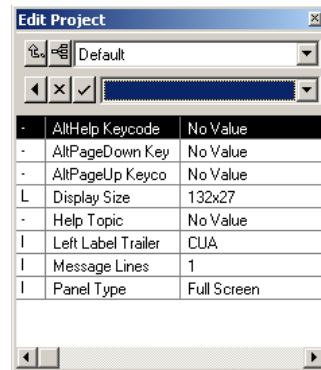 Edit Project
Default
- AltHelp Keycode No Value
- AltPageDown Key No Value
- AltPageUp Keyco No Value
L Display Size 132x27
- Help Topic No Value
I Left Label Trailer CUA
I Message Lines 1
I Panel Type Full Screen